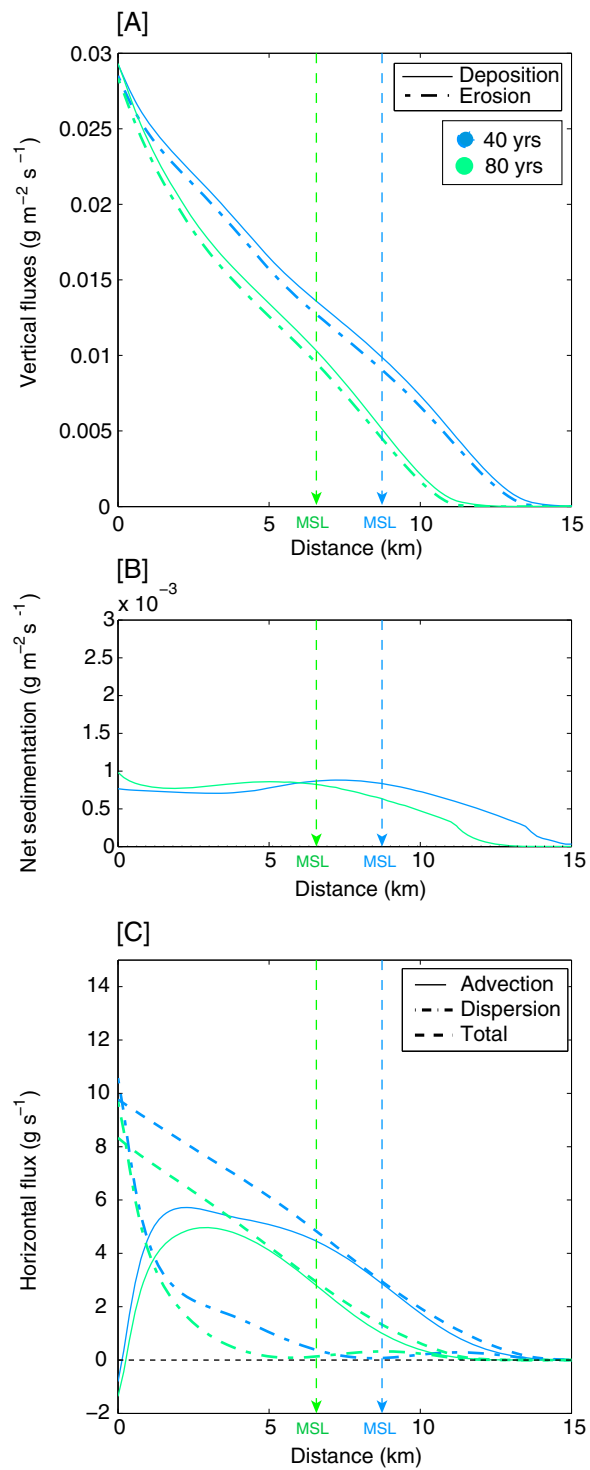 [A]
0.03
0.025
0.02
0.015
0.01
0.005
0
Vertical fluxes (g m−2 s−1)
Deposition
Erosion
40 yrs
80 yrs
0 5 10 15
MSL MSL
Distance (km)
[B]
x 10−3
3
2.5
2
1.5
1
0.5
0
Net sedimentation (g m−2 s-1)
0 5 10 15
MSL MSL
Distance (km)
[C]
14
12
10
8
6
4
2
0
−2
Horizontal flux (g s−1)
Advection
Dispersion
Total
0 5 10 15
MSL MSL
Distance (km)